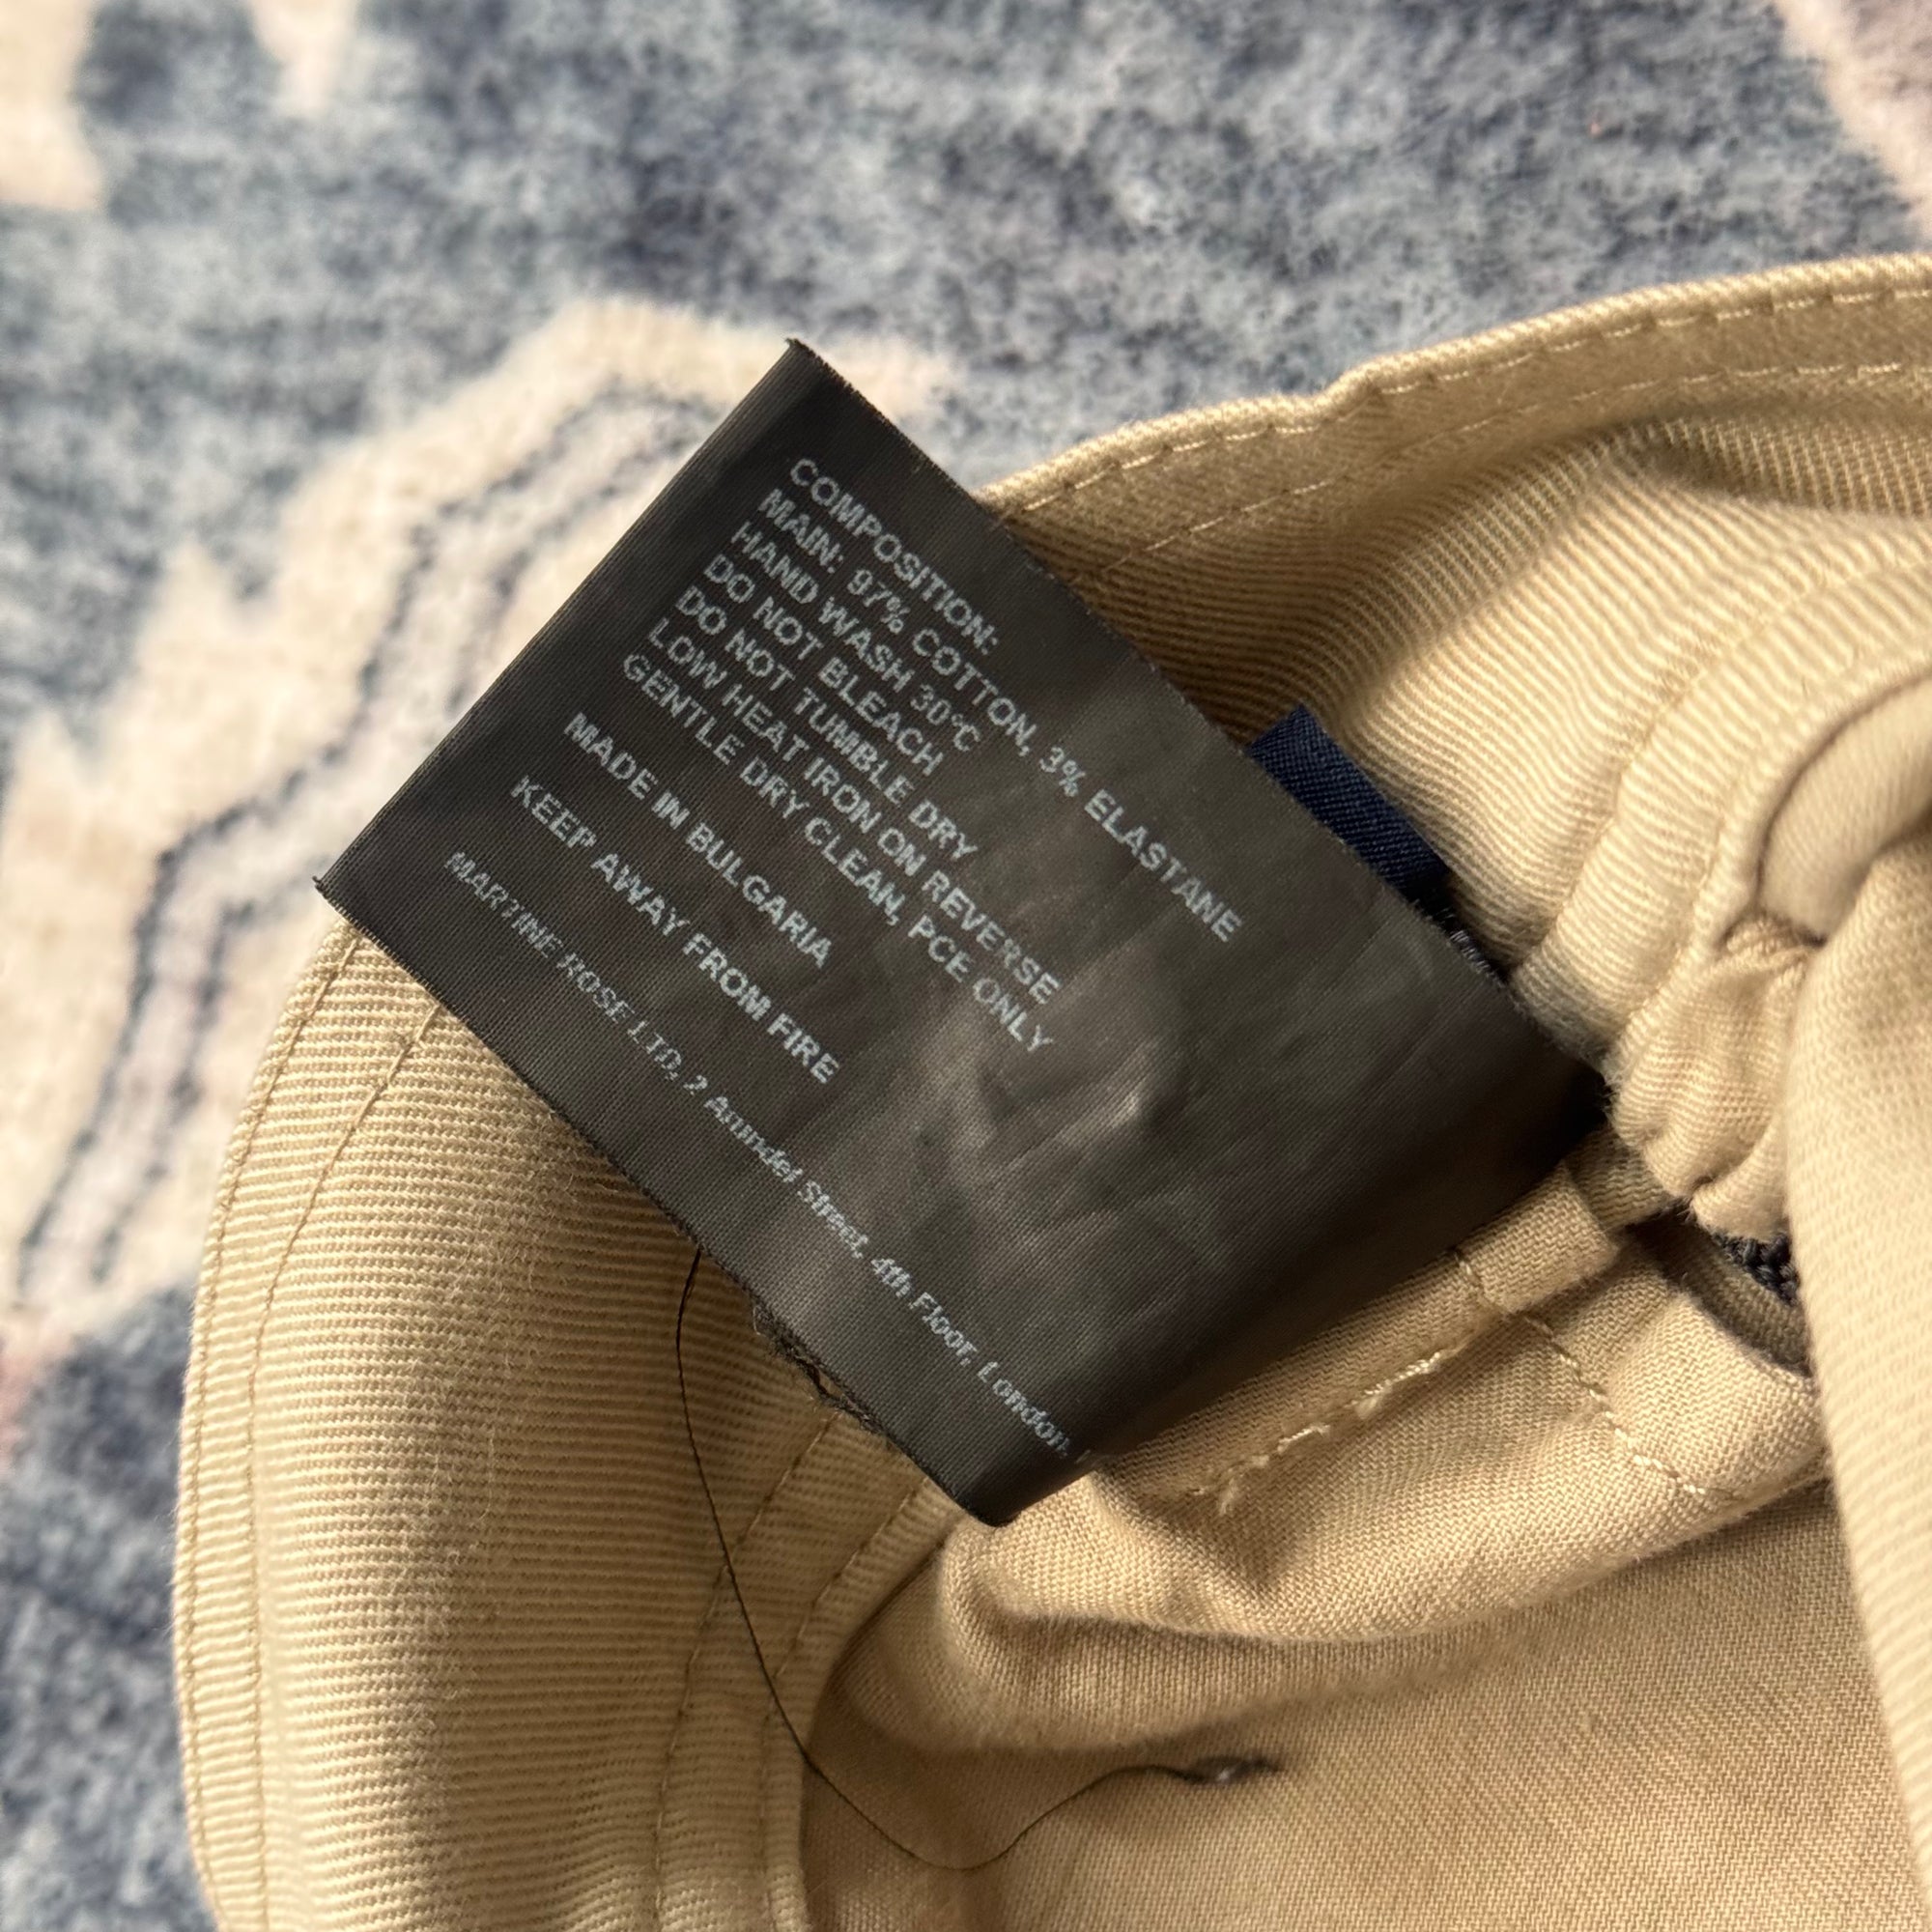 COMPOSITION:
MAIN: 97% COTTON, 3% ELASTANE
HAND WASH 30°C
DO NOT BLEACH
DO NOT TUMBLE DRY
LOW HEAT IRON ON REVERSE
GENTLE DRY CLEAN, PCE ONLY
MADE IN BULGARIA
KEEP AWAY FROM FIRE
MARTINE ROSE LTD, 2 Arundel Street, 4th Floor, London,